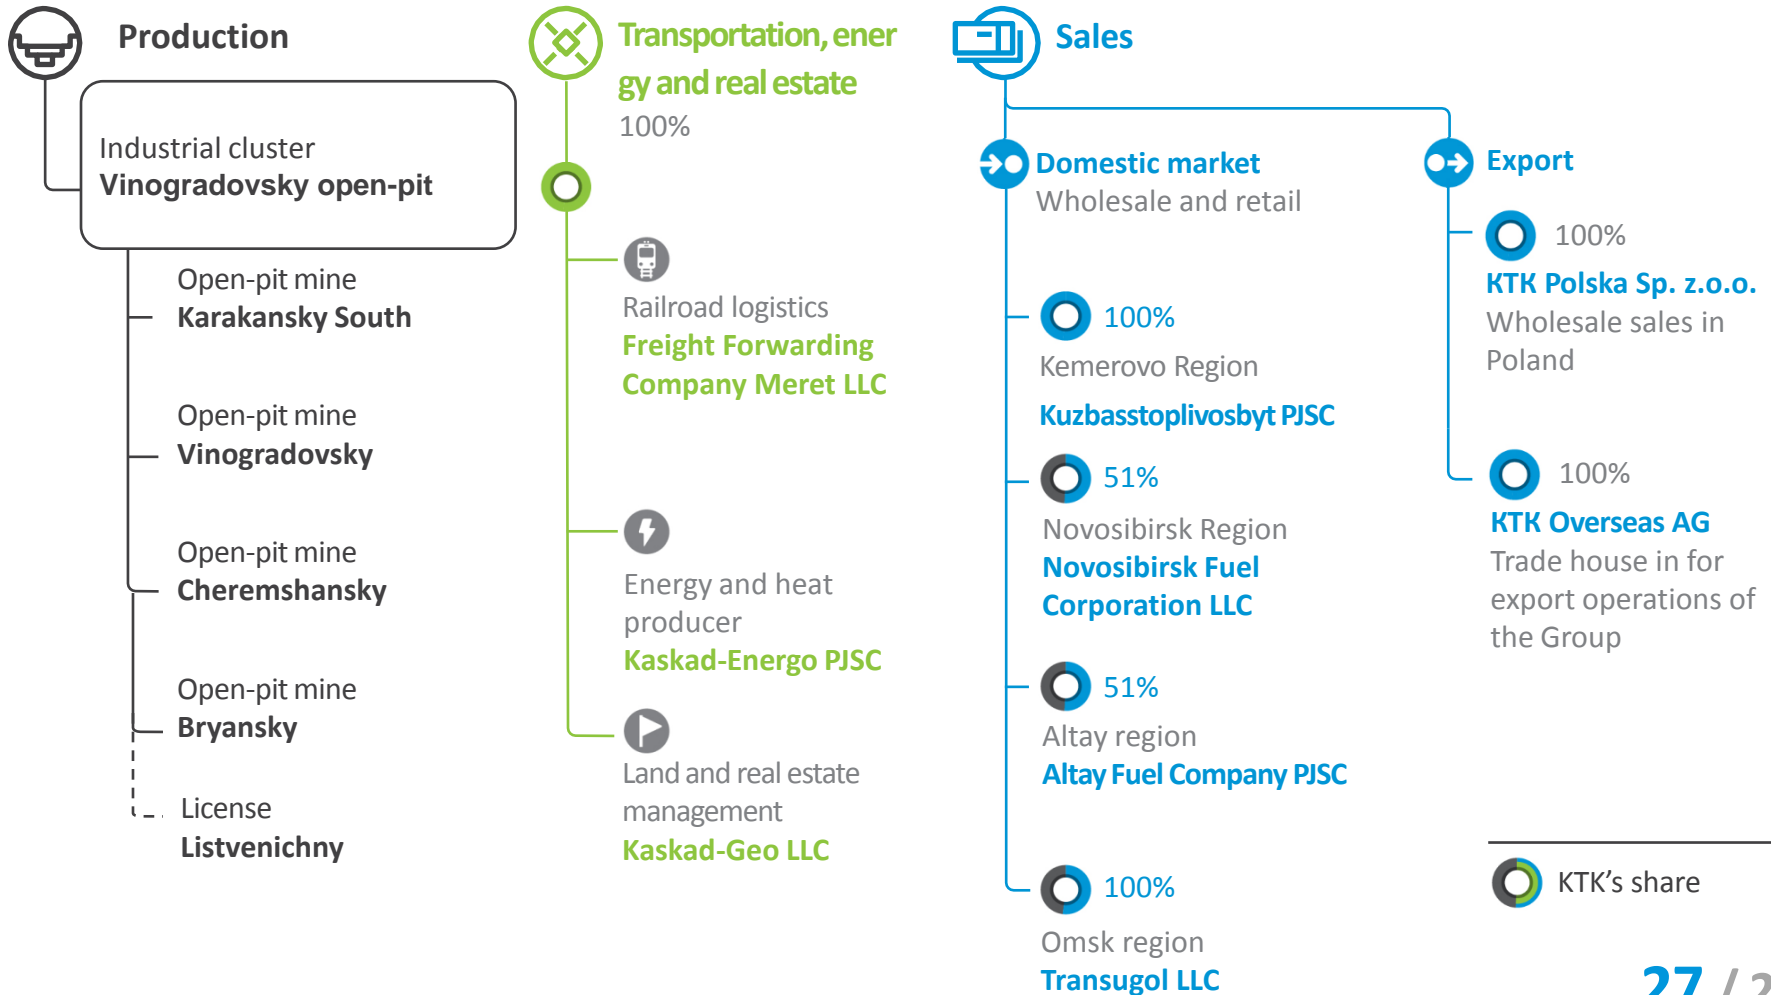 Production
Industrial cluster
Vinogradovsky open-pit
Open-pit mine
Karakansky South
Open-pit mine
Vinogradovsky
Open-pit mine
Cheremshansky
Open-pit mine
Bryansky
License
Listvenichny
Transportation, ener
gy and real estate
100%
Railroad logistics
Freight Forwarding
Company Meret LLC
Energy and heat
producer
Kaskad-Energo PJSC
Land and real estate
management
Kaskad-Geo LLC
Sales
Domestic market
Wholesale and retail
100%
Kemerovo Region
Kuzbasstoplivosbyt PJSC
51%
Novosibirsk Region
Novosibirsk Fuel
Corporation LLC
51%
Altay region
Altay Fuel Company PJSC
100%
Omsk region
Transugol LLC
Export
100%
KTK Polska Sp. z.o.o.
Wholesale sales in
Poland
100%
KTK Overseas AG
Trade house in for
export operations of
the Group
KTK’s share
27 / 2